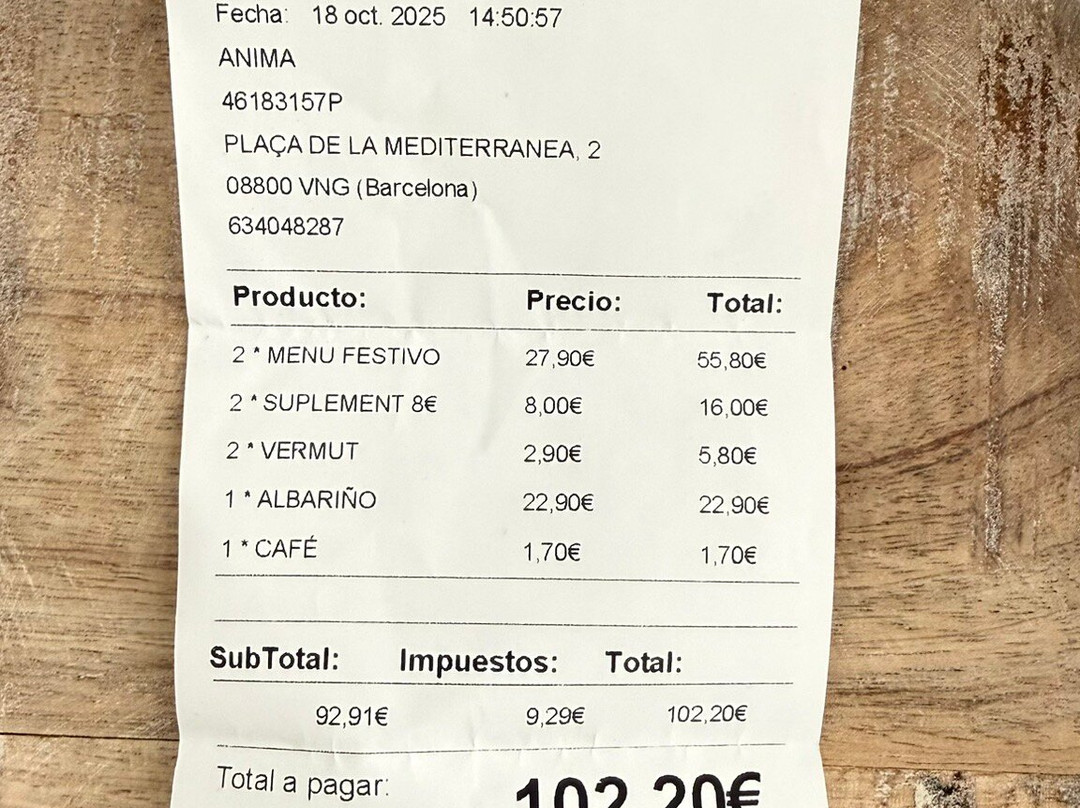 Fecha: 18 oct. 2025 14:50:57
ANIMA
46183157P
PLAÇA DE LA MEDITERRANEA, 2
08800 VNG (Barcelona)
634048287
Producto: Precio: Total:
2 * MENU FESTIVO 27,90€ 55,80€
2 * SUPLEMENT 8€ 8,00€ 16,00€
2 * VERMUT 2,90€ 5,80€
1 * ALBARIÑO 22,90€ 22,90€
1 * CAFÉ 1,70€ 1,70€
SubTotal: Impuestos: Total:
92,91€ 9,29€ 102,20€
Total a pagar: 102,20€